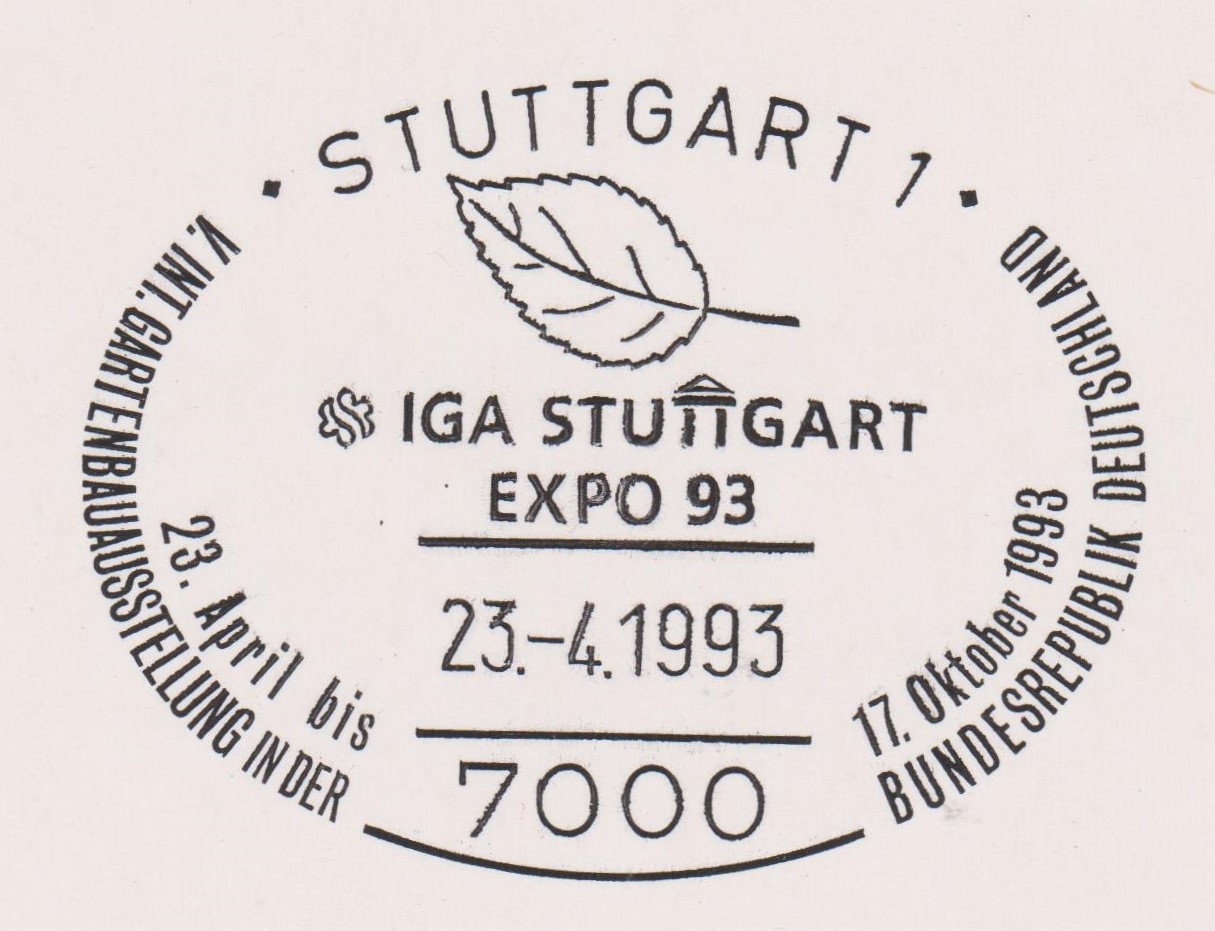 STUTTGART 1
V. INT. GARTENBAUAUSSTELLUNG IN DER
BUNDESREPUBLIK DEUTSCHLAND
IGA STUTTGART
EXPO 93
23. April bis
17. Oktober 1993
23.-4.1993
7000